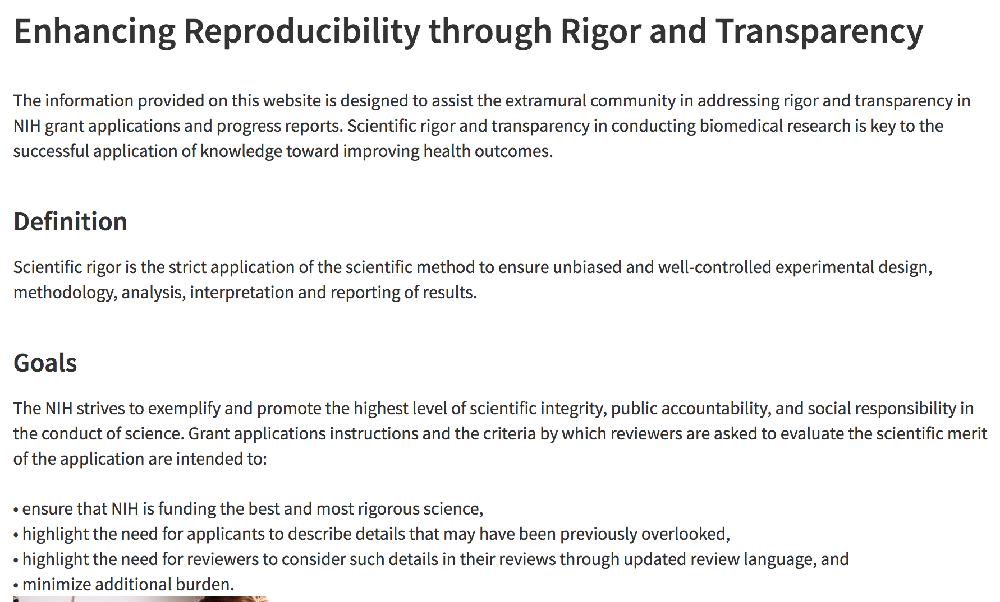 Enhancing Reproducibility through Rigor and Transparency
The information provided on this website is designed to assist the extramural community in addressing rigor and transparency in
NIH grant applications and progress reports. Scientific rigor and transparency in conducting biomedical research is key to the
successful application of knowledge toward improving health outcomes.
Definition
Scientific rigor is the strict application of the scientific method to ensure unbiased and well-controlled experimental design,
methodology, analysis, interpretation and reporting of results.
Goals
The NIH strives to exemplify and promote the highest level of scientific integrity, public accountability, and social responsibility in
the conduct of science. Grant applications instructions and the criteria by which reviewers are asked to evaluate the scientific merit
of the application are intended to:
• ensure that NIH is funding the best and most rigorous science,
• highlight the need for applicants to describe details that may have been previously overlooked,
• highlight the need for reviewers to consider such details in their reviews through updated review language, and
• minimize additional burden.